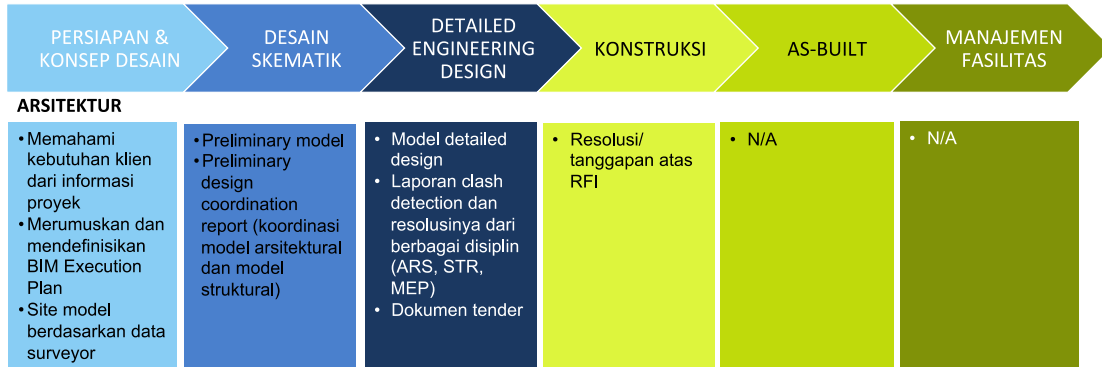 PERSIAPAN &
KONSEP DESAIN
DESAIN
SKEMATIK
DETAILED
ENGINEERING
DESIGN
KONSTRUKSI
AS-BUILT
MANAJEMEN
FASILITAS
ARSITEKTUR
• Memahami
kebutuhan klien
dari informasi
proyek
• Merumuskan dan
mendefinisikan
BIM Execution
Plan
• Site model
berdasarkan data
surveyor
• Preliminary model
• Preliminary
design
coordination
report (koordinasi
model arsitektural
dan model
struktural)
• Model detailed
design
• Laporan clash
detection dan
resolusinya dari
berbagai disiplin
(ARS, STR,
MEP)
• Dokumen tender
• Resolusi/
tanggapan atas
RFI
• N/A
• N/A